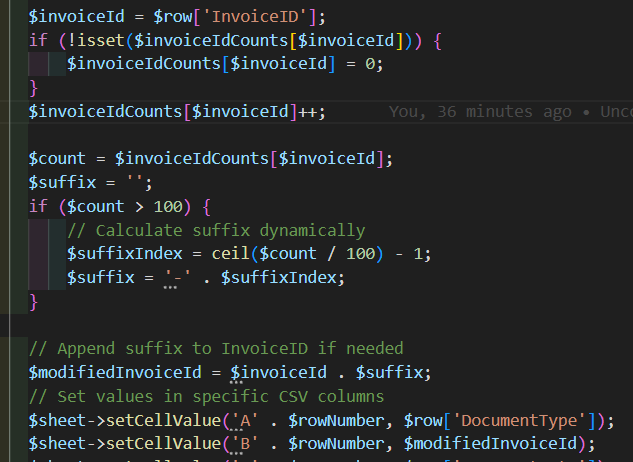 $invoiceId = $row['InvoiceID'];
if (!isset($invoiceIdCounts[$invoiceId])) {
$invoiceIdCounts[$invoiceId] = 0;
}
$invoiceIdCounts[$invoiceId]++; You, 36 minutes ago • Unco
$count = $invoiceIdCounts[$invoiceId];
$suffix = '';
if ($count > 100) {
// Calculate suffix dynamically
$suffixIndex = ceil($count / 100) - 1;
$suffix = '-' . $suffixIndex;
}
// Append suffix to InvoiceID if needed
$modifiedInvoiceId = $invoiceId . $suffix;
// Set values in specific CSV columns
$sheet->setCellValue('A' . $rowNumber, $row['DocumentType']);
$sheet->setCellValue('B' . $rowNumber, $modifiedInvoiceId);